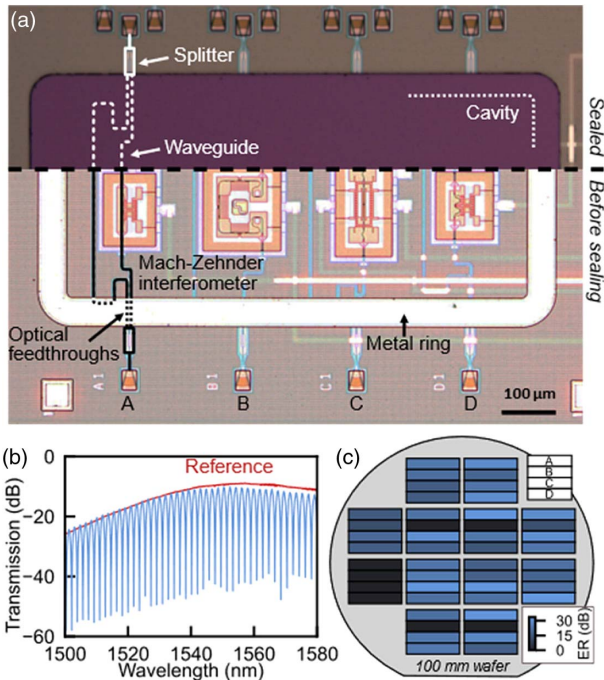 (a)
Splitter
Cavity
Waveguide
Sealed
Before sealing
Mach-Zehnder
interferometer
Optical
feedthroughs
Metal ring
A1
B1
C1
D1
A
B
C
D
100 µm
(b)
0
−20
−40
−60
Transmission (dB)
Reference
1500
1520
1540
1560
1580
Wavelength (nm)
(c)
A
B
C
D
30
15
0
ER (dB)
100 mm wafer